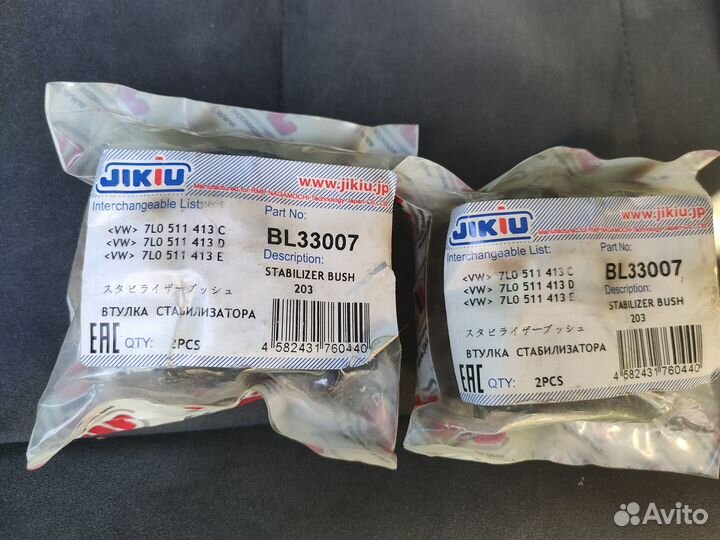 JIKIU
www.jikiu.jp
Interchangeable List:
Part No:
BL33007
<VW> 7L0 511 413 C
<VW> 7L0 511 413 D
<VW> 7L0 511 413 E
Description:
STABILIZER BUSH
203
スタビライザーブッシュ
ВТУЛКА СТАБИЛИЗАТОРА
EAC QTY: 2PCS
4 582431 760440
JIKIU
www.jikiu.jp
Interchangeable List:
Part No:
BL33007
<VW> 7L0 511 413 C
<VW> 7L0 511 413 D
<VW> 7L0 511 413 E
Description:
STABILIZER BUSH
203
スタビライザーブッシュ
ВТУЛКА СТАБИЛИЗАТОРА
EAC QTY: 2PCS
4 582431 760440
Avito